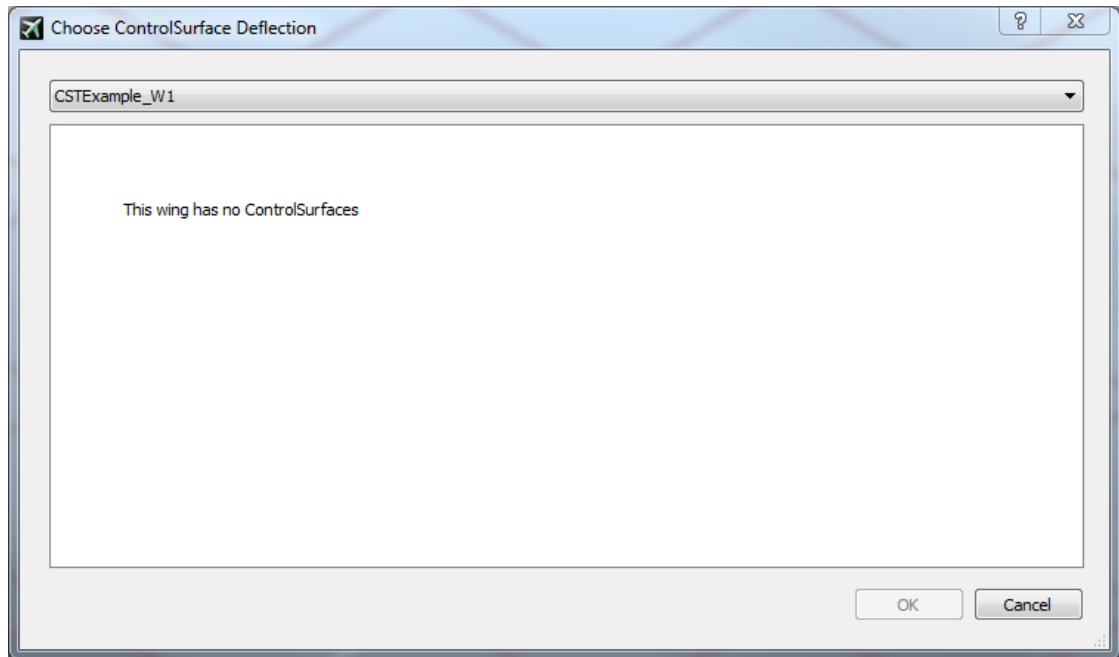 Choose ControlSurface Deflection
CSTExample_W1
This wing has no ControlSurfaces
OK
Cancel